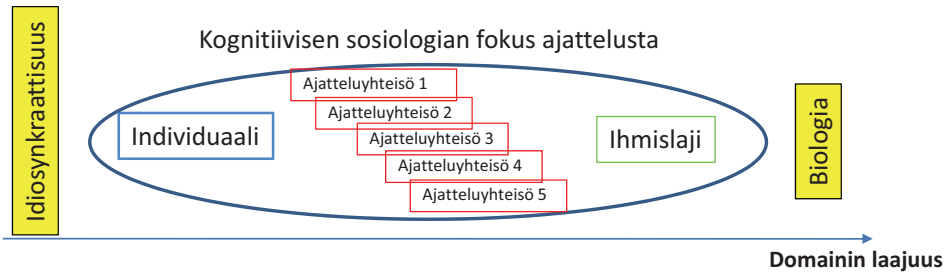 Kognitiivisen sosiologian fokus ajattelusta
Idiosynkraattisuus
Individuaali
Ajatteluyhteisö 1
Ajatteluyhteisö 2
Ajatteluyhteisö 3
Ajatteluyhteisö 4
Ajatteluyhteisö 5
Ihmislaji
Biologia
Domainin laajuus